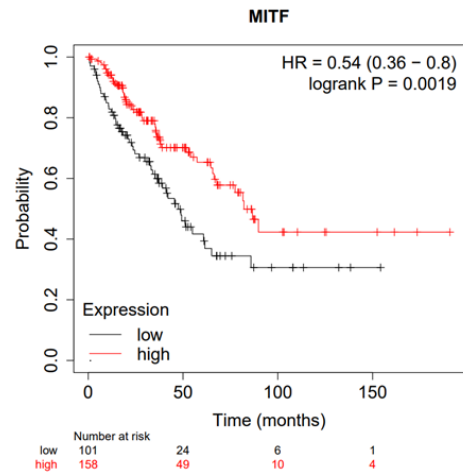 MITF
HR = 0.54 (0.36 − 0.8)
logrank P = 0.0019
Probability
1.0
0.8
0.6
0.4
0.2
0.0
Expression
low
high
0 50 100 150
Time (months)
Number at risk
low 101 24 6 1
high 158 49 10 4